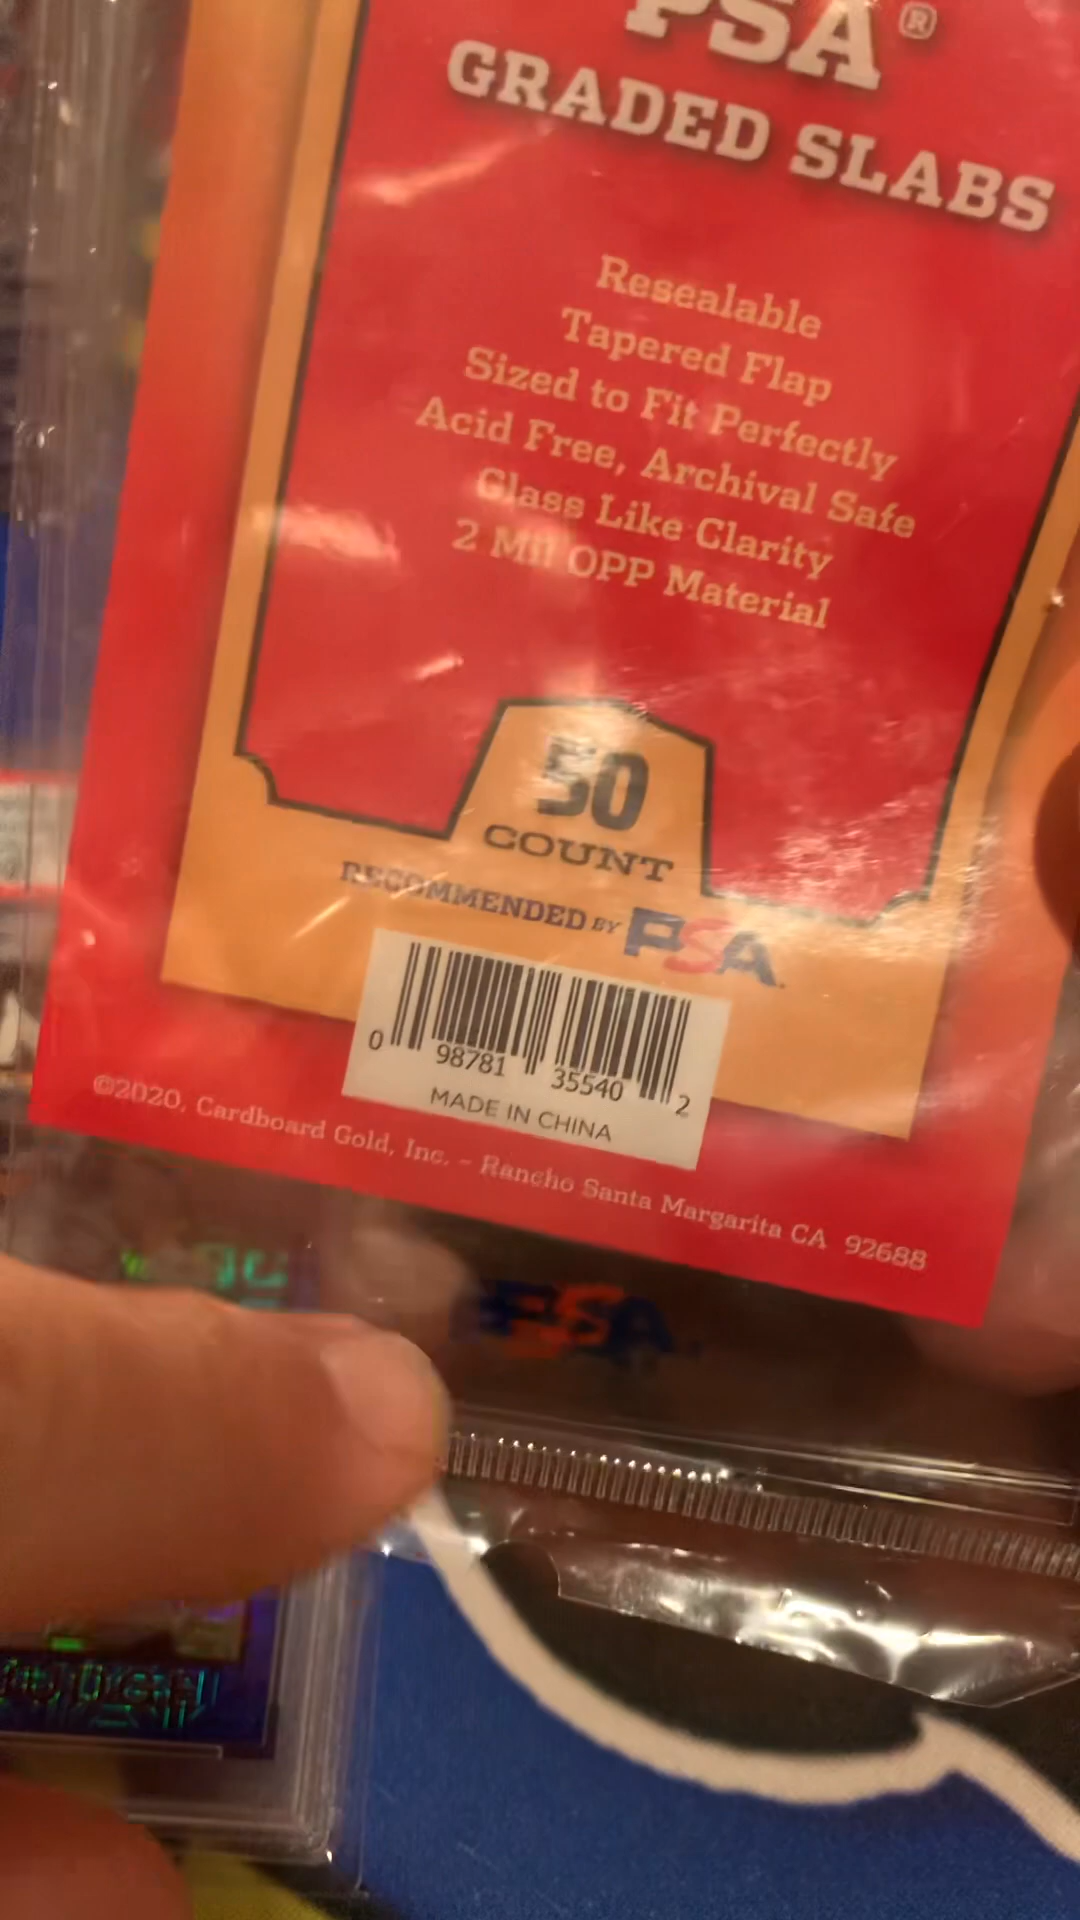 PSA®
GRADED SLABS
Resealable
Tapered Flap
Sized to Fit Perfectly
Acid Free, Archival Safe
Glass Like Clarity
2 Mil OPP Material
50
COUNT
RECOMMENDED BY PSA
0 98781 35540 2
MADE IN CHINA
©2020, Cardboard Gold, Inc. – Rancho Santa Margarita CA 92688
PSA